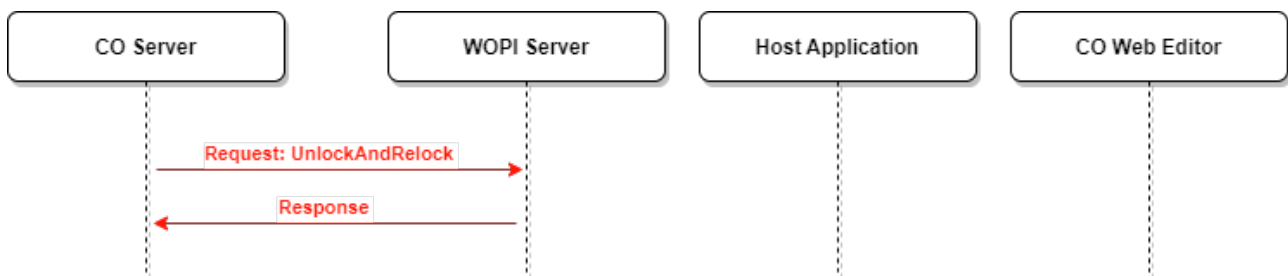 CO Server
WOPI Server
Host Application
CO Web Editor
Request: UnlockAndRelock
Response